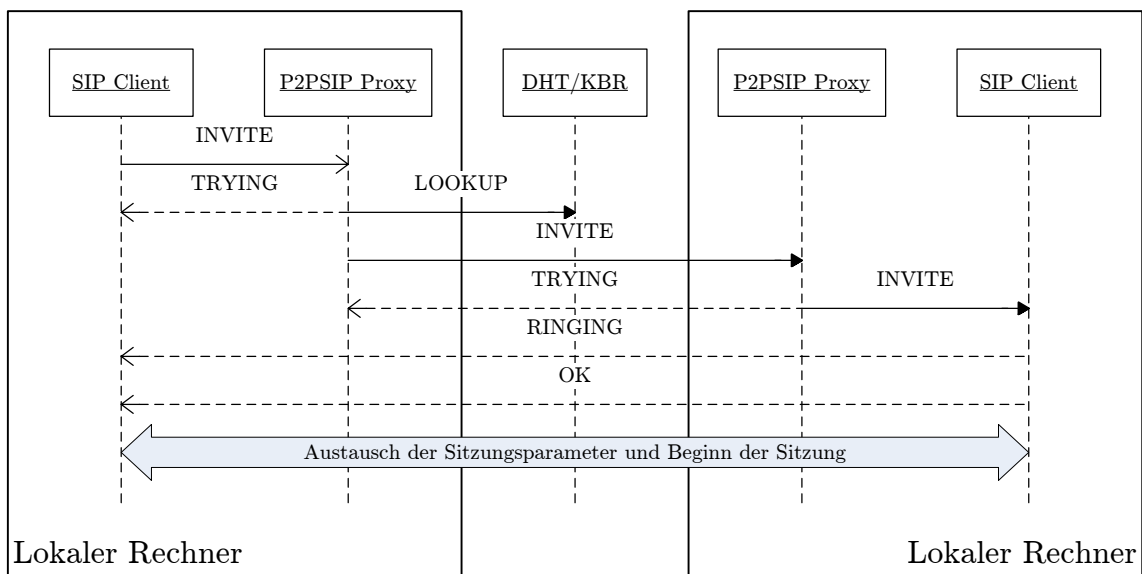 SIP Client
P2PSIP Proxy
DHT/KBR
P2PSIP Proxy
SIP Client
INVITE
TRYING
LOOKUP
INVITE
TRYING
INVITE
RINGING
OK
Austausch der Sitzungsparameter und Beginn der Sitzung
Lokaler Rechner
Lokaler Rechner